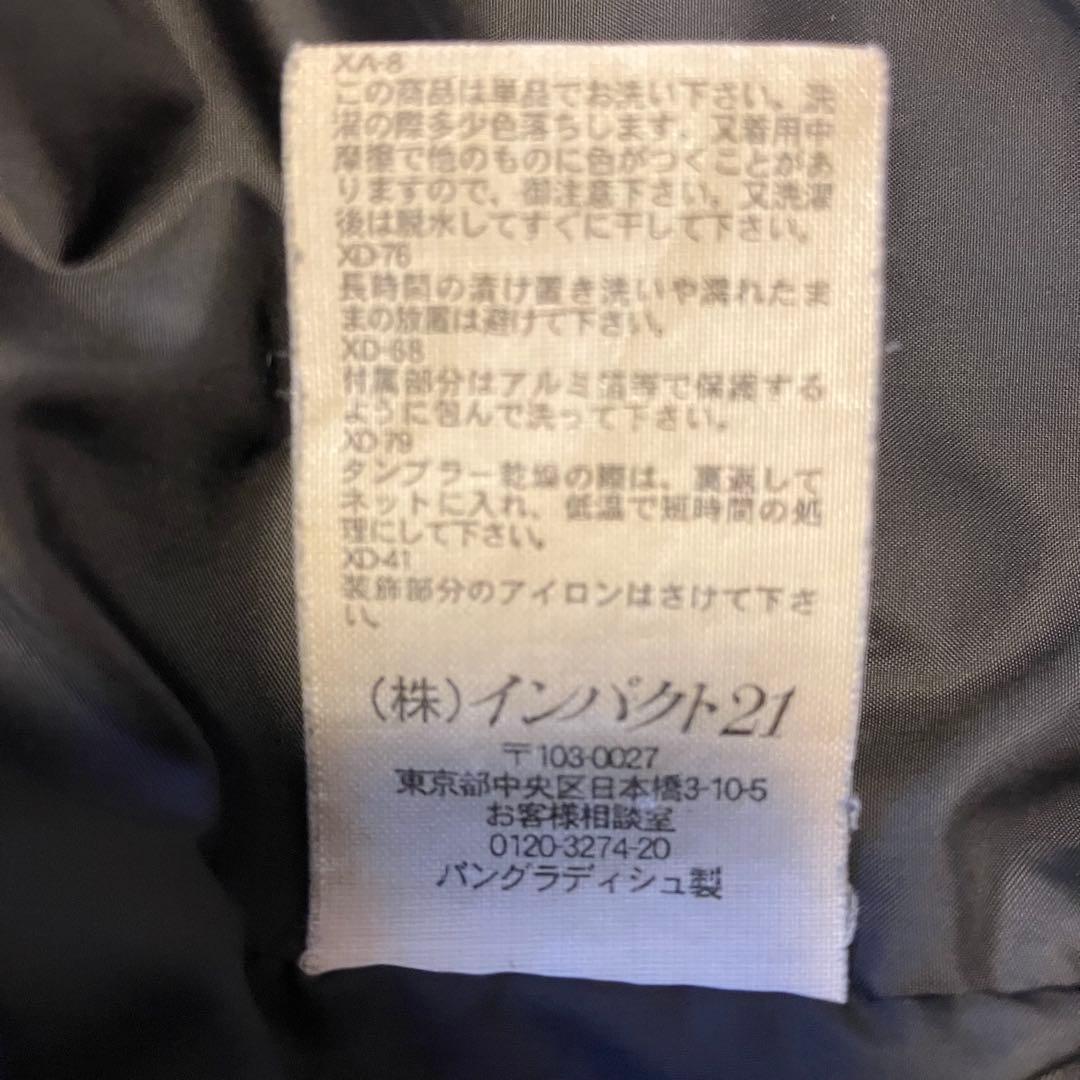 XA-8
この商品は単品でお洗い下さい。洗
濯の際多少色落ちします。又着用中
摩擦で他のものに色がつくことがあ
りますので、御注意下さい。又洗濯
後は脱水してすぐに干して下さい。
XD-76
長時間の漬け置き洗いや濡れたま
まの放置は避けて下さい。
XD-68
付属部分はアルミ箔等で保護する
ように包んで洗って下さい。
XD-79
タンブラー乾燥の際は、裏返して
ネットに入れ、低温で短時間の処
理にして下さい。
XD-41
装飾部分のアイロンはさけて下さ
い。
(株)インパクト21
〒103-0027
東京都中央区日本橋3-10-5
お客様相談室
0120-3274-20
バングラディシュ製